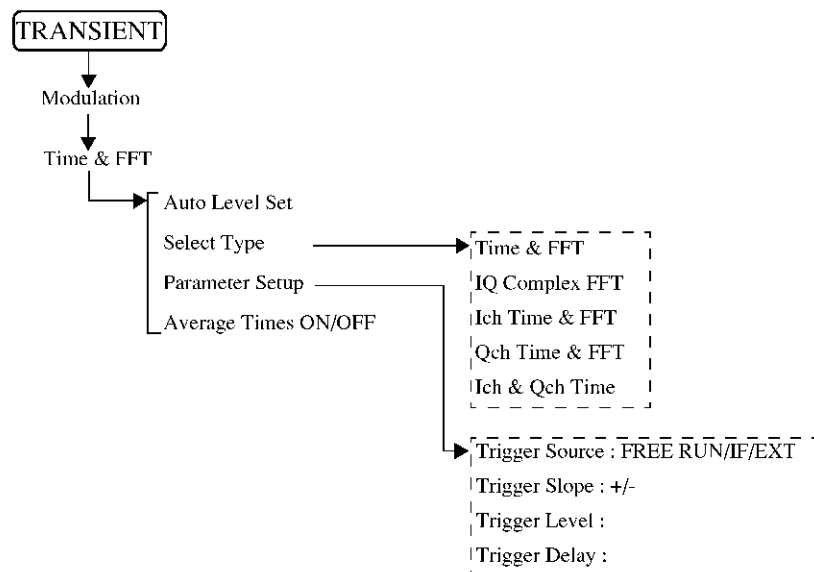 TRANSIENT
Modulation
Time & FFT
Auto Level Set
Select Type
Parameter Setup
Average Times ON/OFF
Time & FFT
IQ Complex FFT
Ich Time & FFT
Qch Time & FFT
Ich & Qch Time
Trigger Source : FREE RUN/IF/EXT
Trigger Slope : +/-
Trigger Level :
Trigger Delay :